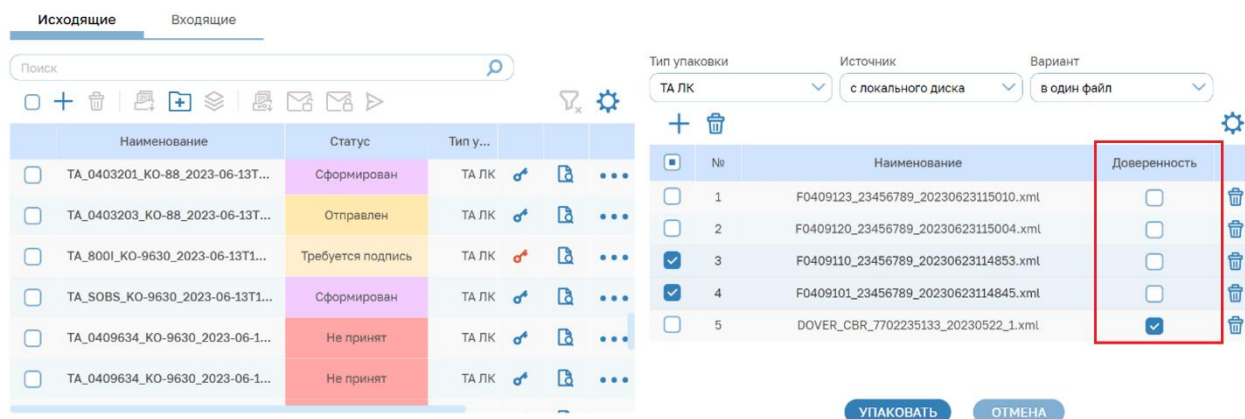 Исходящие Входящие
Поиск
Наименование Статус Тип у...
TA_0403201_KO-88_2023-06-13T... Сформирован ТА ЛК
TA_0403203_KO-88_2023-06-13T... Отправлен ТА ЛК
TA_800I_KO-9630_2023-06-13T1... Требуется подпись ТА ЛК
TA_SOBS_KO-9630_2023-06-13T1... Сформирован ТА ЛК
TA_0409634_KO-9630_2023-06-1... Не принят ТА ЛК
TA_0409634_KO-9630_2023-06-1... Не принят ТА ЛК
Тип упаковки Источник Вариант
ТА ЛК с локального диска в один файл
№ Наименование Доверенность
1 F0409123_23456789_20230623115010.xml
2 F0409120_23456789_20230623115004.xml
3 F0409110_23456789_20230623114853.xml
4 F0409101_23456789_20230623114845.xml
5 DOVER_CBR_7702235133_20230522_1.xml
УПАКОВАТЬ ОТМЕНА